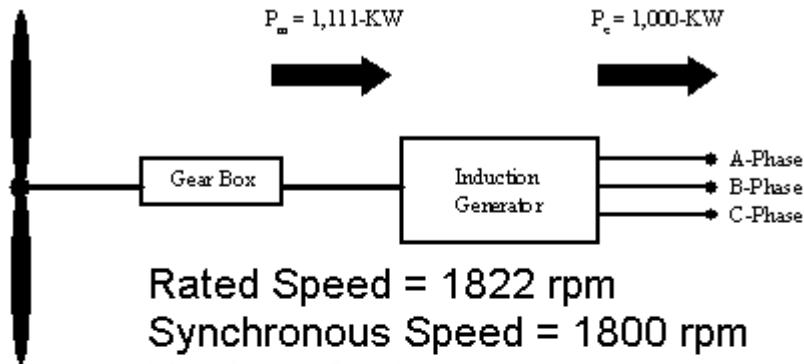 P_m = 1,111-KW
P_e = 1,000-KW
Gear Box
Induction
Generator
A-Phase
B-Phase
C-Phase
Rated Speed = 1822 rpm
Synchronous Speed = 1800 rpm